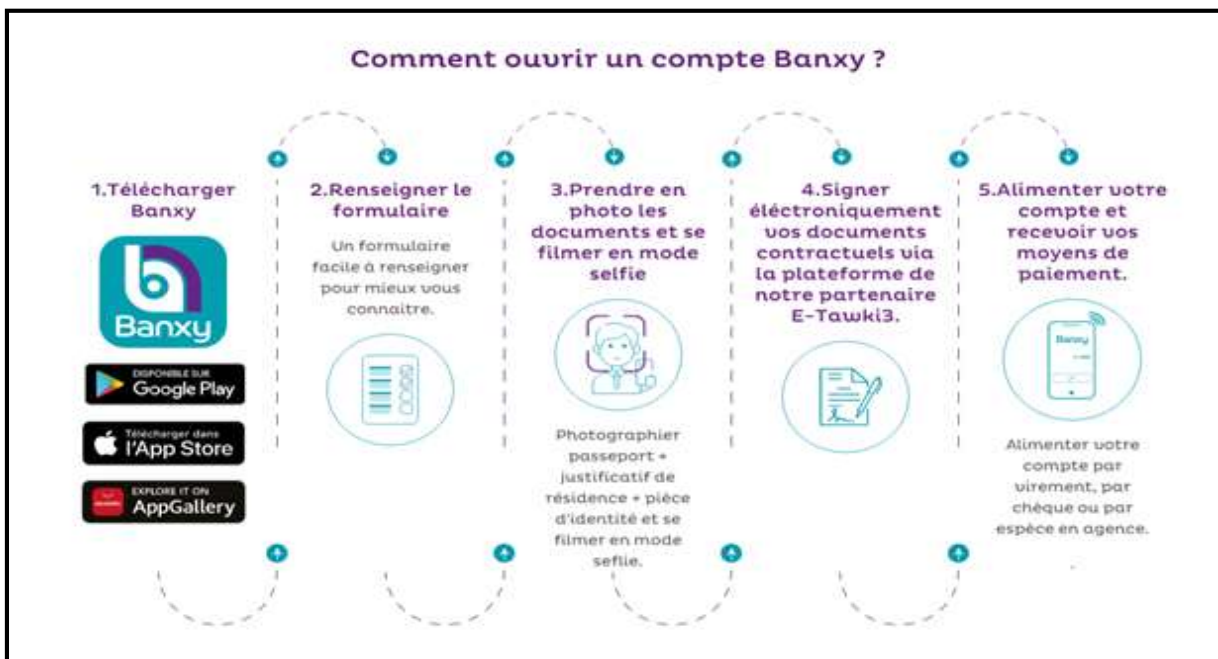 Comment ouvrir un compte Banxy ?
1.Télécharger
Banxy
Banxy
DISPONIBLE SUR
Google Play
Télécharger dans
l'App Store
EXPLORE IT ON
AppGallery
2.Renseigner le
formulaire
Un formulaire
facile à renseigner
pour mieux vous
connaitre.
3.Prendre en
photo les
documents et se
filmer en mode
selfie
Photographier
passeport +
justificatif de
résidence + pièce
d'identité et se
filmer en mode
seflie.
4.Signer
éléctroniquement
vos documents
contractuels via
la plateforme de
notre partenaire
E-Tawki3.
5.Alimenter votre
compte et
recevoir vos
moyens de
paiement.
Banxy
Alimenter votre
compte par
virement, par
chèque ou par
espèce en agence.